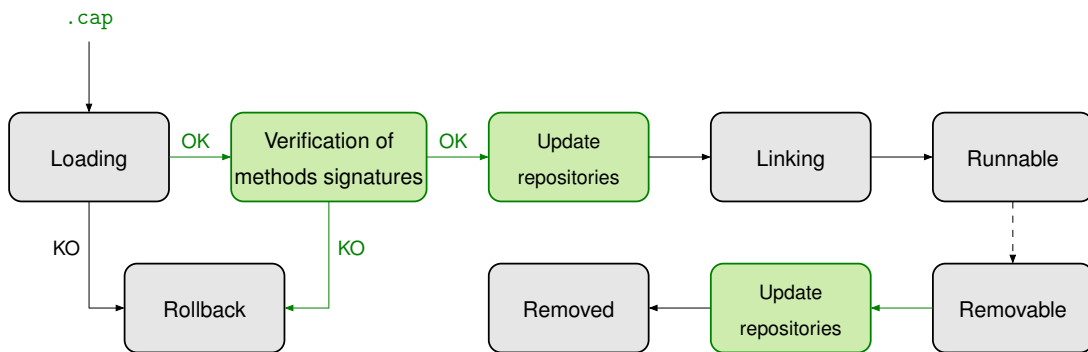 .cap
Loading
OK
Verification of
methods signatures
OK
Update
repositories
Linking
Runnable
KO
KO
Rollback
Removed
Update
repositories
Removable